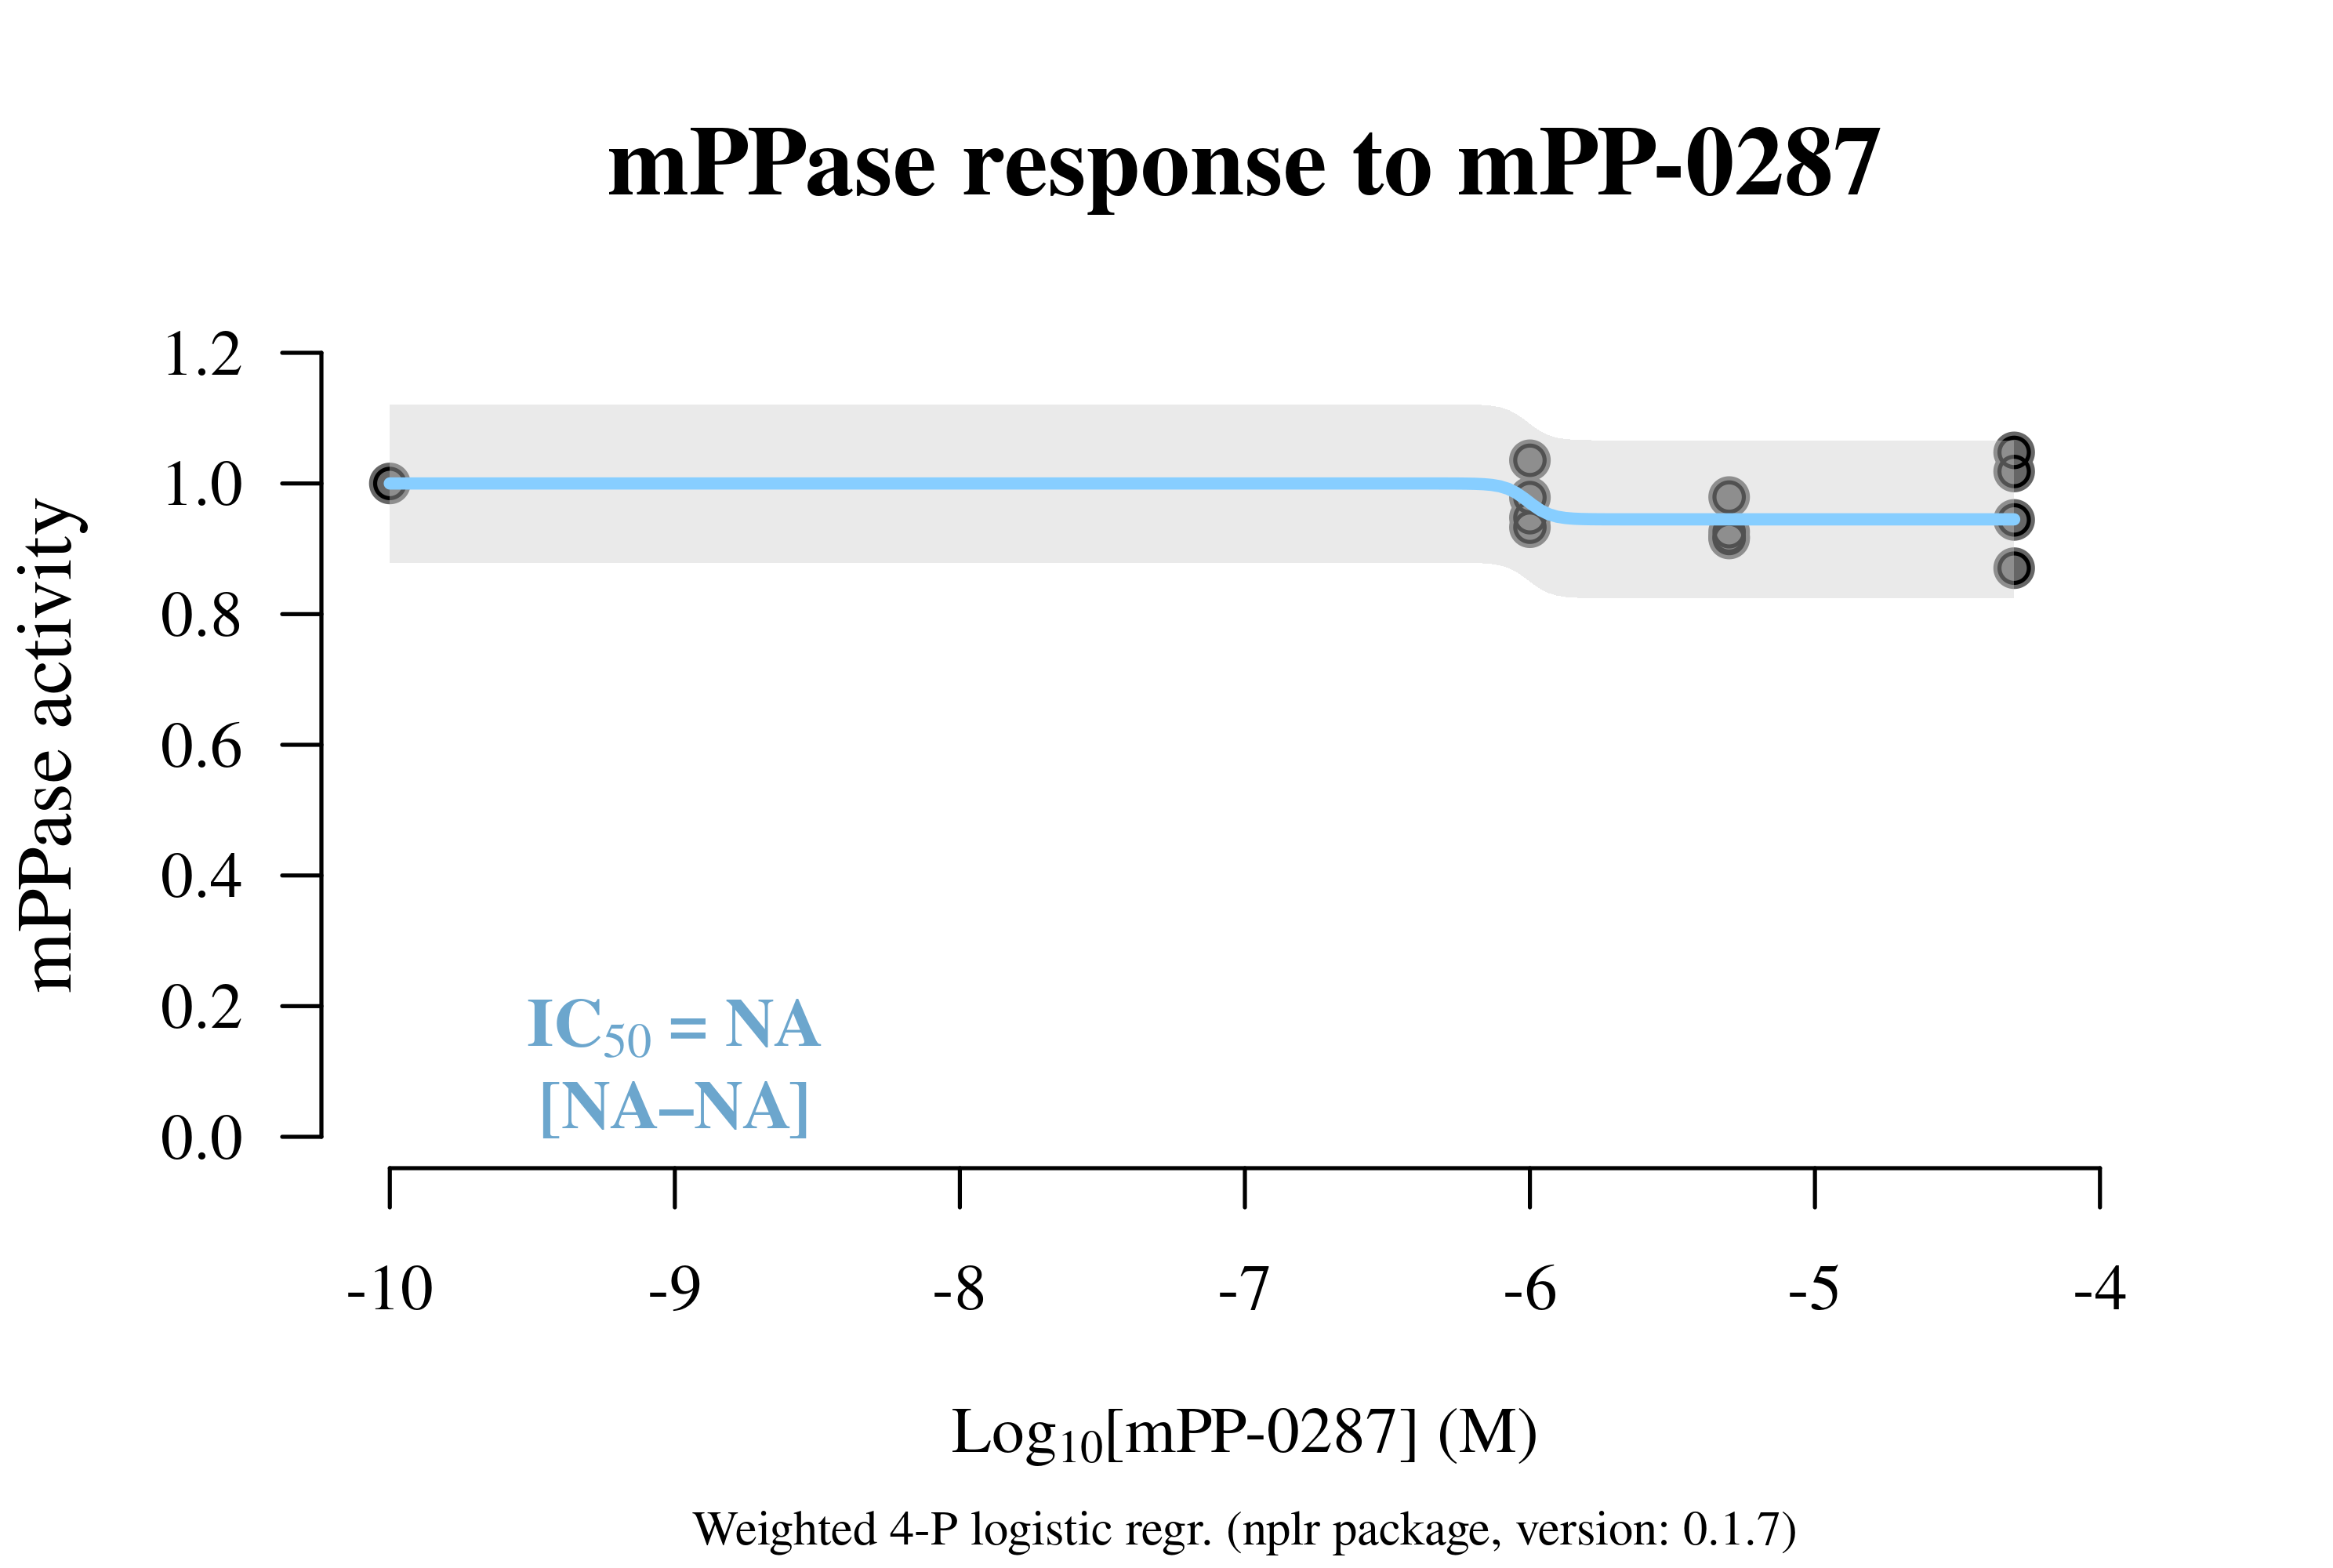 mPPase response to mPP-0287
mPPase activity
1.2
1.0
0.8
0.6
0.4
0.2
0.0
IC50 = NA
[NA–NA]
-10 -9 -8 -7 -6 -5 -4
Log10[mPP-0287] (M)
Weighted 4-P logistic regr. (nplr package, version: 0.1.7)